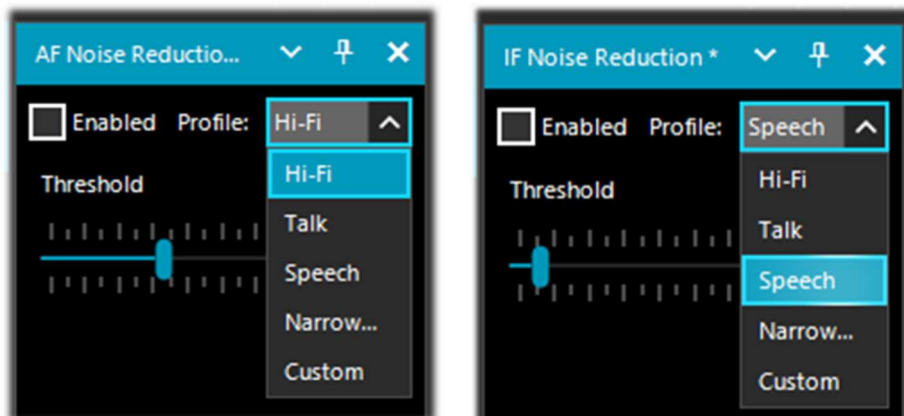 AF Noise Reductio...
Enabled Profile: Hi-Fi
Hi-Fi
Threshold
Talk
Speech
Narrow...
Custom
IF Noise Reduction *
Enabled Profile: Speech
Hi-Fi
Threshold
Talk
Speech
Narrow...
Custom